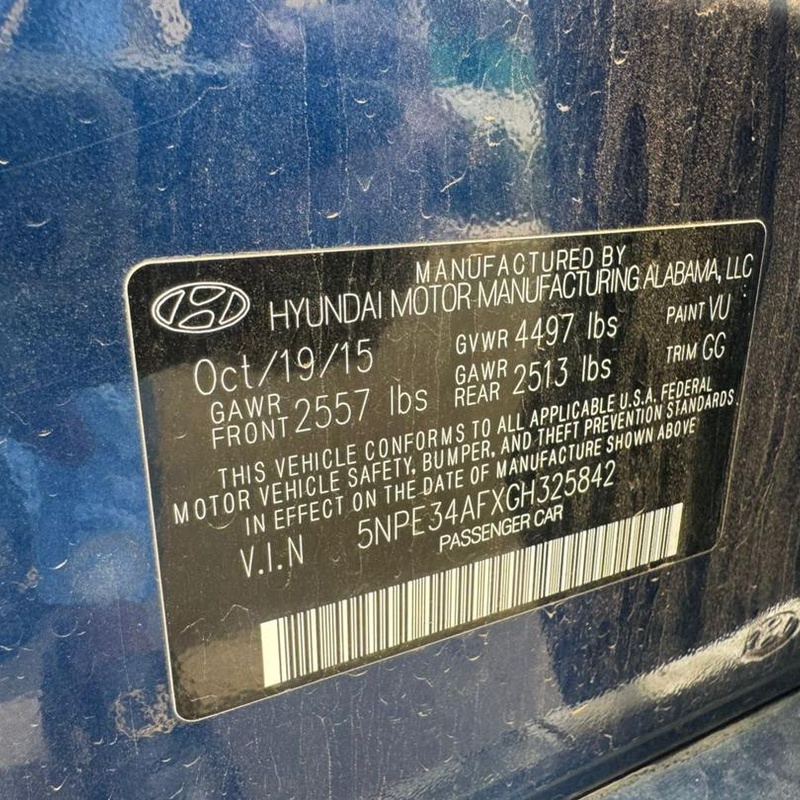 MANUFACTURED BY
HYUNDAI MOTOR MANUFACTURING ALABAMA, LLC
Oct/19/15 GVWR 4497 lbs PAINT VU
GAWR FRONT 2557 lbs GAWR REAR 2513 lbs TRIM GG
THIS VEHICLE CONFORMS TO ALL APPLICABLE U.S.A. FEDERAL
MOTOR VEHICLE SAFETY, BUMPER, AND THEFT PREVENTION STANDARDS
IN EFFECT ON THE DATE OF MANUFACTURE SHOWN ABOVE
V.I.N 5NPE34AFXGH325842
PASSENGER CAR